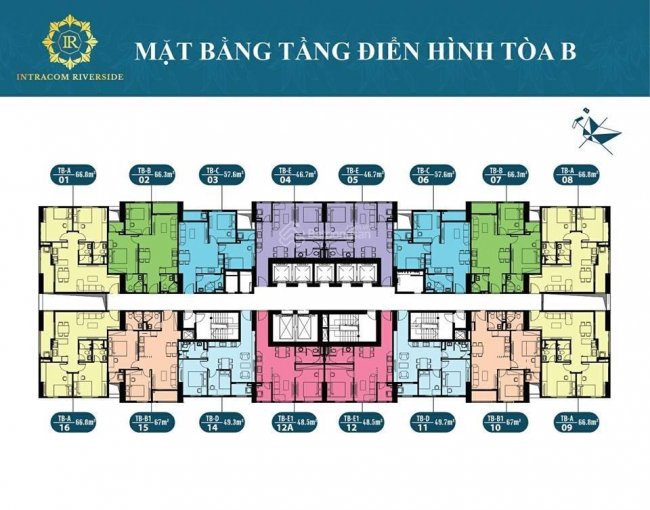 IR
INTRACOM RIVERSIDE
MẶT BẰNG TẦNG ĐIỂN HÌNH TÒA B
B
TB-A 66.8m²
01
TB-B 66.3m²
02
TB-C 57.6m²
03
TB-E 46.7m²
04
TB-E 46.7m²
05
TB-C 57.6m²
06
TB-B 66.3m²
07
TB-A 66.8m²
08
TB-A 66.8m²
16
TB-B1 67m²
15
TB-D 49.3m²
14
TB-E1 48.5m²
12A
TB-E1 48.5m²
12
TB-D 49.7m²
11
TB-B1 67m²
10
TB-A 66.8m²
09